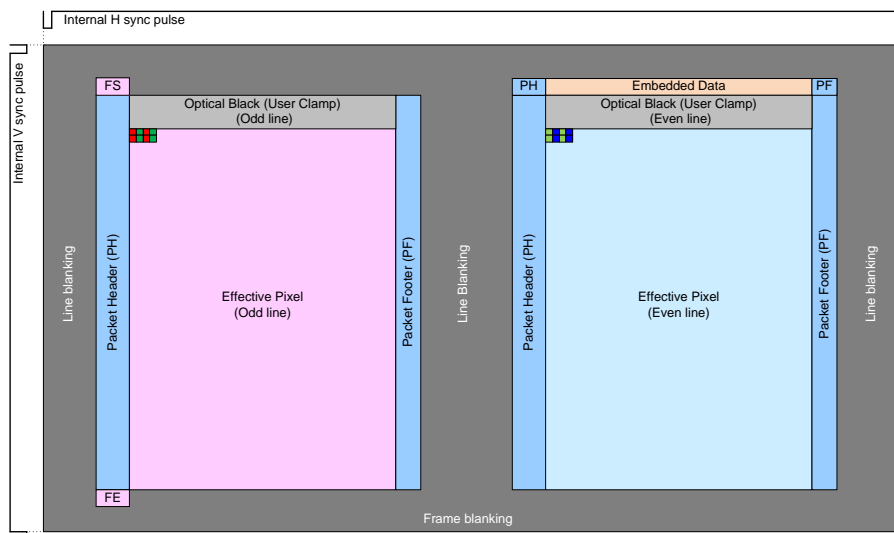 Internal H sync pulse
Internal V sync pulse
FS
PH
Embedded Data
PF
Optical Black (User Clamp)
(Odd line)
Optical Black (User Clamp)
(Even line)
Line blanking
Packet Header (PH)
Effective Pixel
(Odd line)
Packet Footer (PF)
Line Blanking
Packet Header (PH)
Effective Pixel
(Even line)
Packet Footer (PF)
Line blanking
FE
Frame blanking